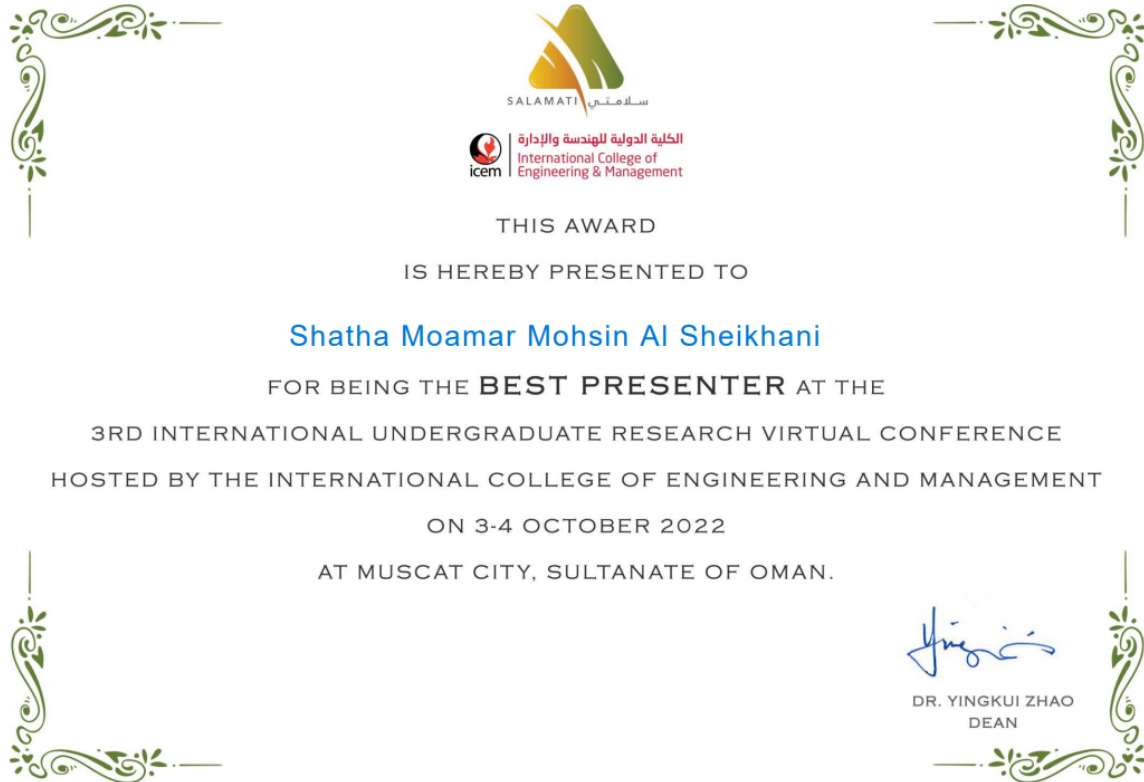 SALAMATI سلامتي
الكلية الدولية للهندسة والإدارة
International College of
Engineering & Management
icem
THIS AWARD
IS HEREBY PRESENTED TO
Shatha Moamar Mohsin Al Sheikhani
FOR BEING THE BEST PRESENTER AT THE
3RD INTERNATIONAL UNDERGRADUATE RESEARCH VIRTUAL CONFERENCE
HOSTED BY THE INTERNATIONAL COLLEGE OF ENGINEERING AND MANAGEMENT
ON 3-4 OCTOBER 2022
AT MUSCAT CITY, SULTANATE OF OMAN.
DR. YINGKUI ZHAO
DEAN